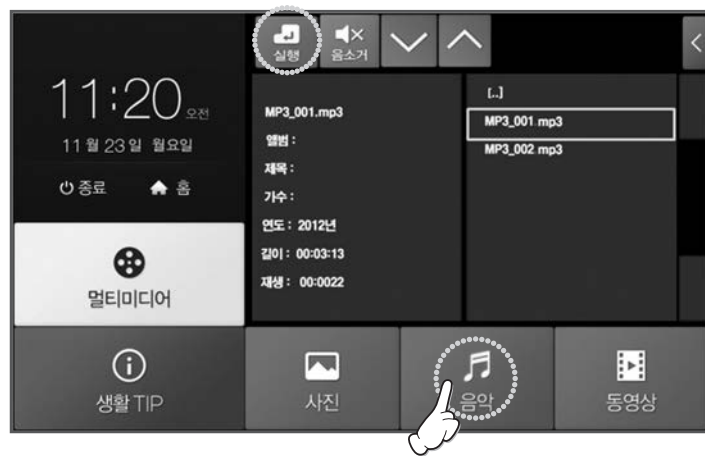 실행
음소거
11:20 오전
11월 23일 월요일
종료
홈
멀티미디어
MP3_001.mp3
앨범 :
제목 :
가수 :
연도 : 2012년
길이 : 00:03:13
재생 : 00:0022
[..]
MP3_001 mp3
MP3_002 mp3
생활 TIP
사진
음악
동영상